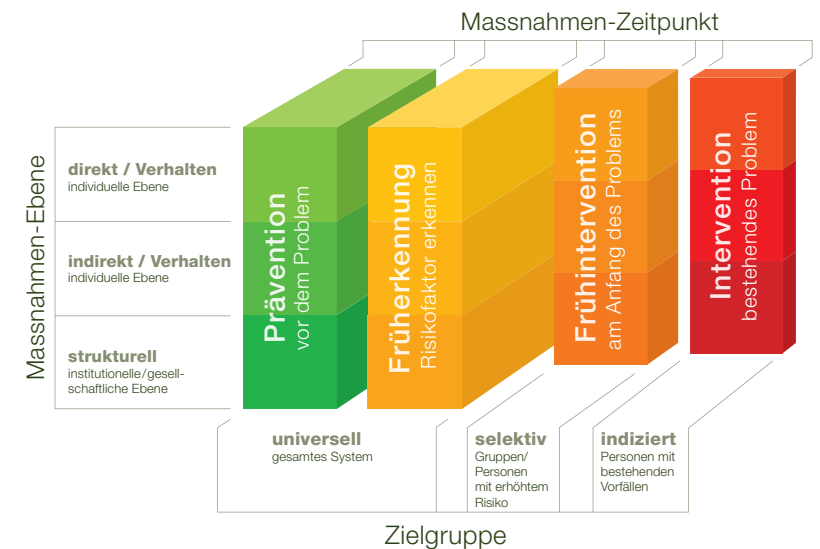 Massnahmen-Zeitpunkt
Massnahmen-Ebene
direkt / Verhalten
individuelle Ebene
indirekt / Verhalten
individuelle Ebene
strukturell
institutionelle/gesell-
schaftliche Ebene
Prävention
vor dem Problem
Früherkennung
Risikofaktor erkennen
Frühintervention
am Anfang des Problems
Intervention
bestehendes Problem
universell
gesamtes System
selektiv
Gruppen/
Personen
mit erhöhtem
Risiko
indiziert
Personen mit
bestehenden
Vorfällen
Zielgruppe